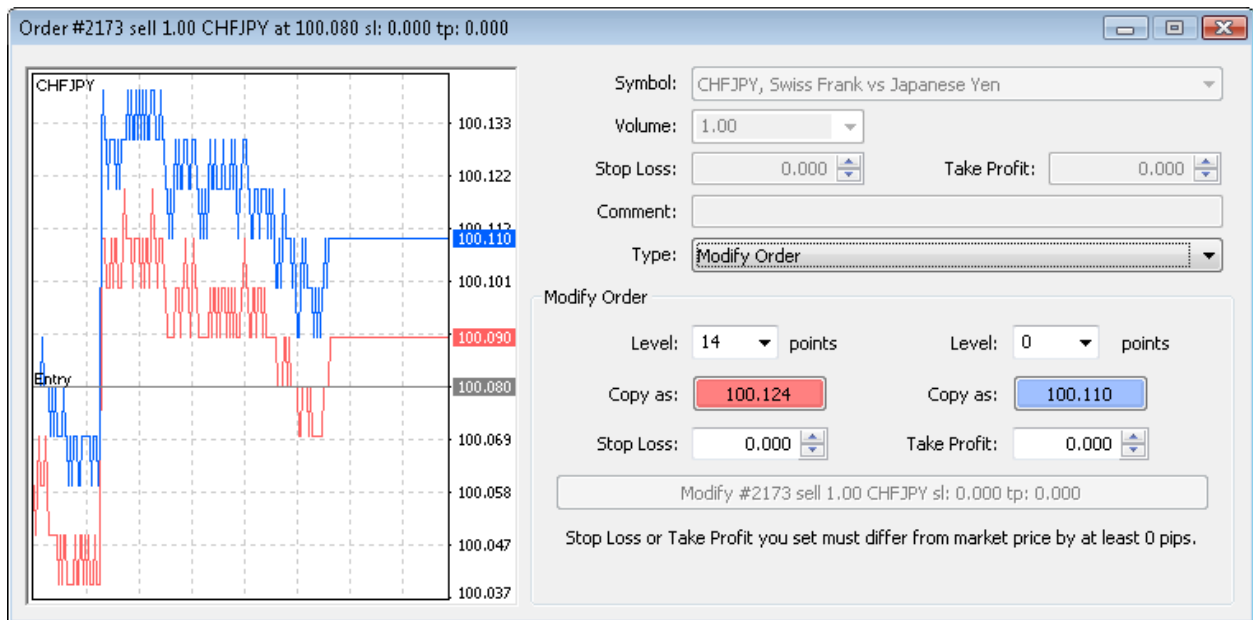 Order #2173 sell 1.00 CHFJPY at 100.080 sl: 0.000 tp: 0.000
CHFJPY
100.133
100.122
100.112
100.110
100.101
100.090
Entry
100.080
100.069
100.058
100.047
100.037
Symbol: CHFJPY, Swiss Frank vs Japanese Yen
Volume: 1.00
Stop Loss: 0.000 Take Profit: 0.000
Comment:
Type: Modify Order
Modify Order
Level: 14 points Level: 0 points
Copy as: 100.124 Copy as: 100.110
Stop Loss: 0.000 Take Profit: 0.000
Modify #2173 sell 1.00 CHFJPY sl: 0.000 tp: 0.000
Stop Loss or Take Profit you set must differ from market price by at least 0 pips.